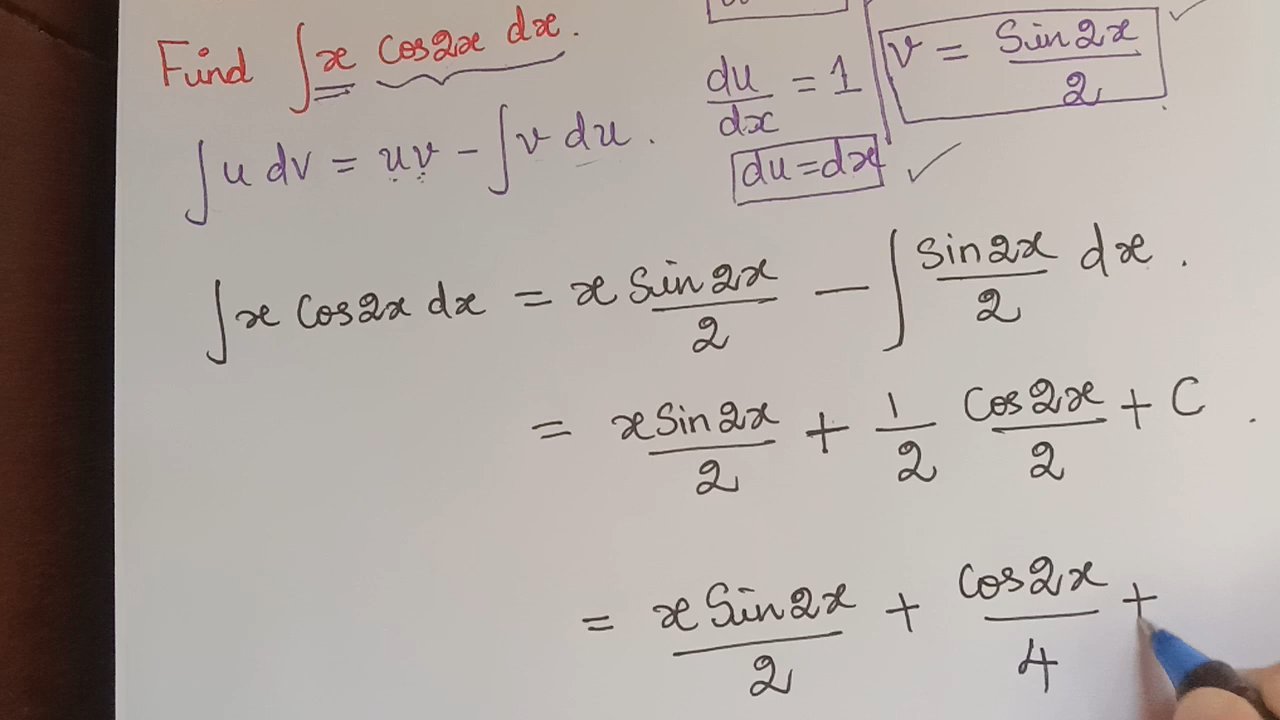 Find ∫x cos2x dx.
∫u dv = uv - ∫v du.
du/dx = 1
du = dx
v = Sin2x/2
∫x Cos2x dx = x Sin2x/2 - ∫Sin2x/2 dx.
= x Sin2x/2 + 1/2 Cos2x/2 + C.
= x Sin2x/2 + Cos2x/4 +